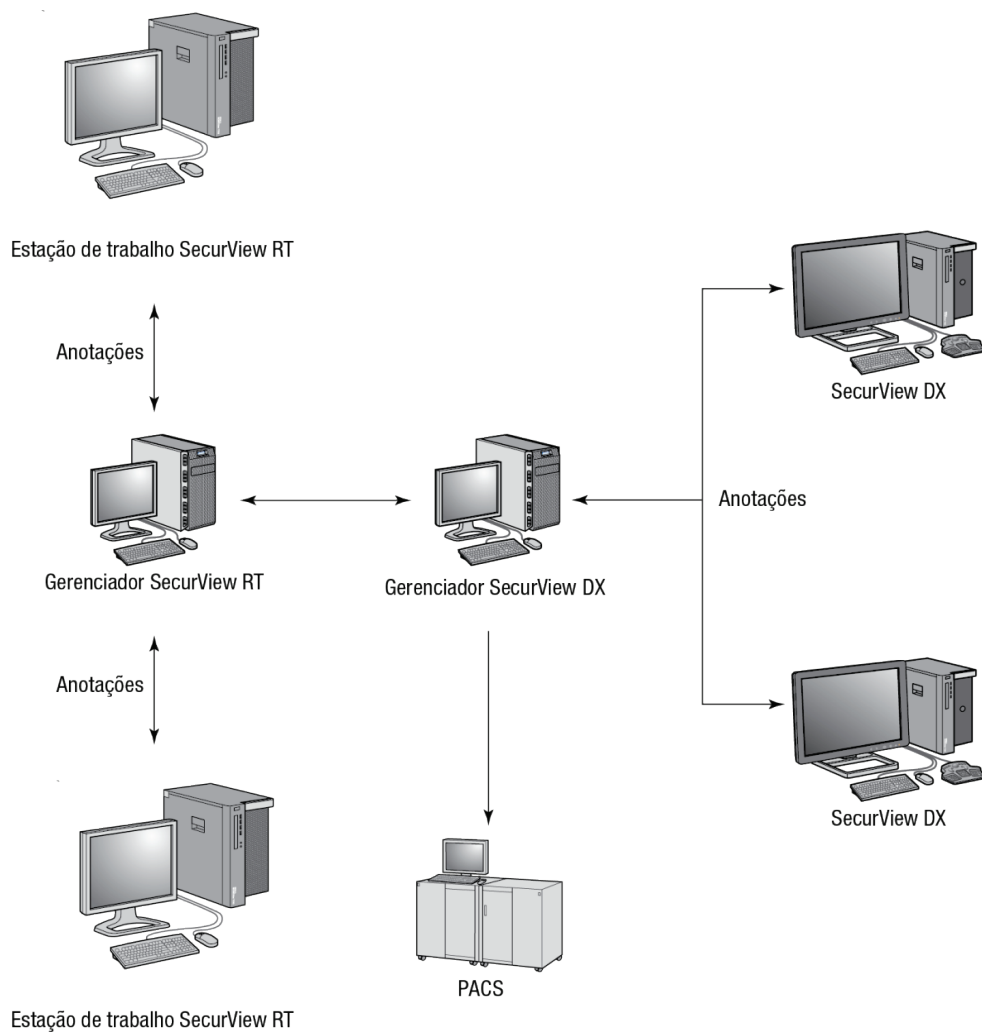 Estação de trabalho SecurView RT
Anotações
SecurView DX
Anotações
Gerenciador SecurView RT
Gerenciador SecurView DX
Anotações
SecurView DX
PACS
Estação de trabalho SecurView RT